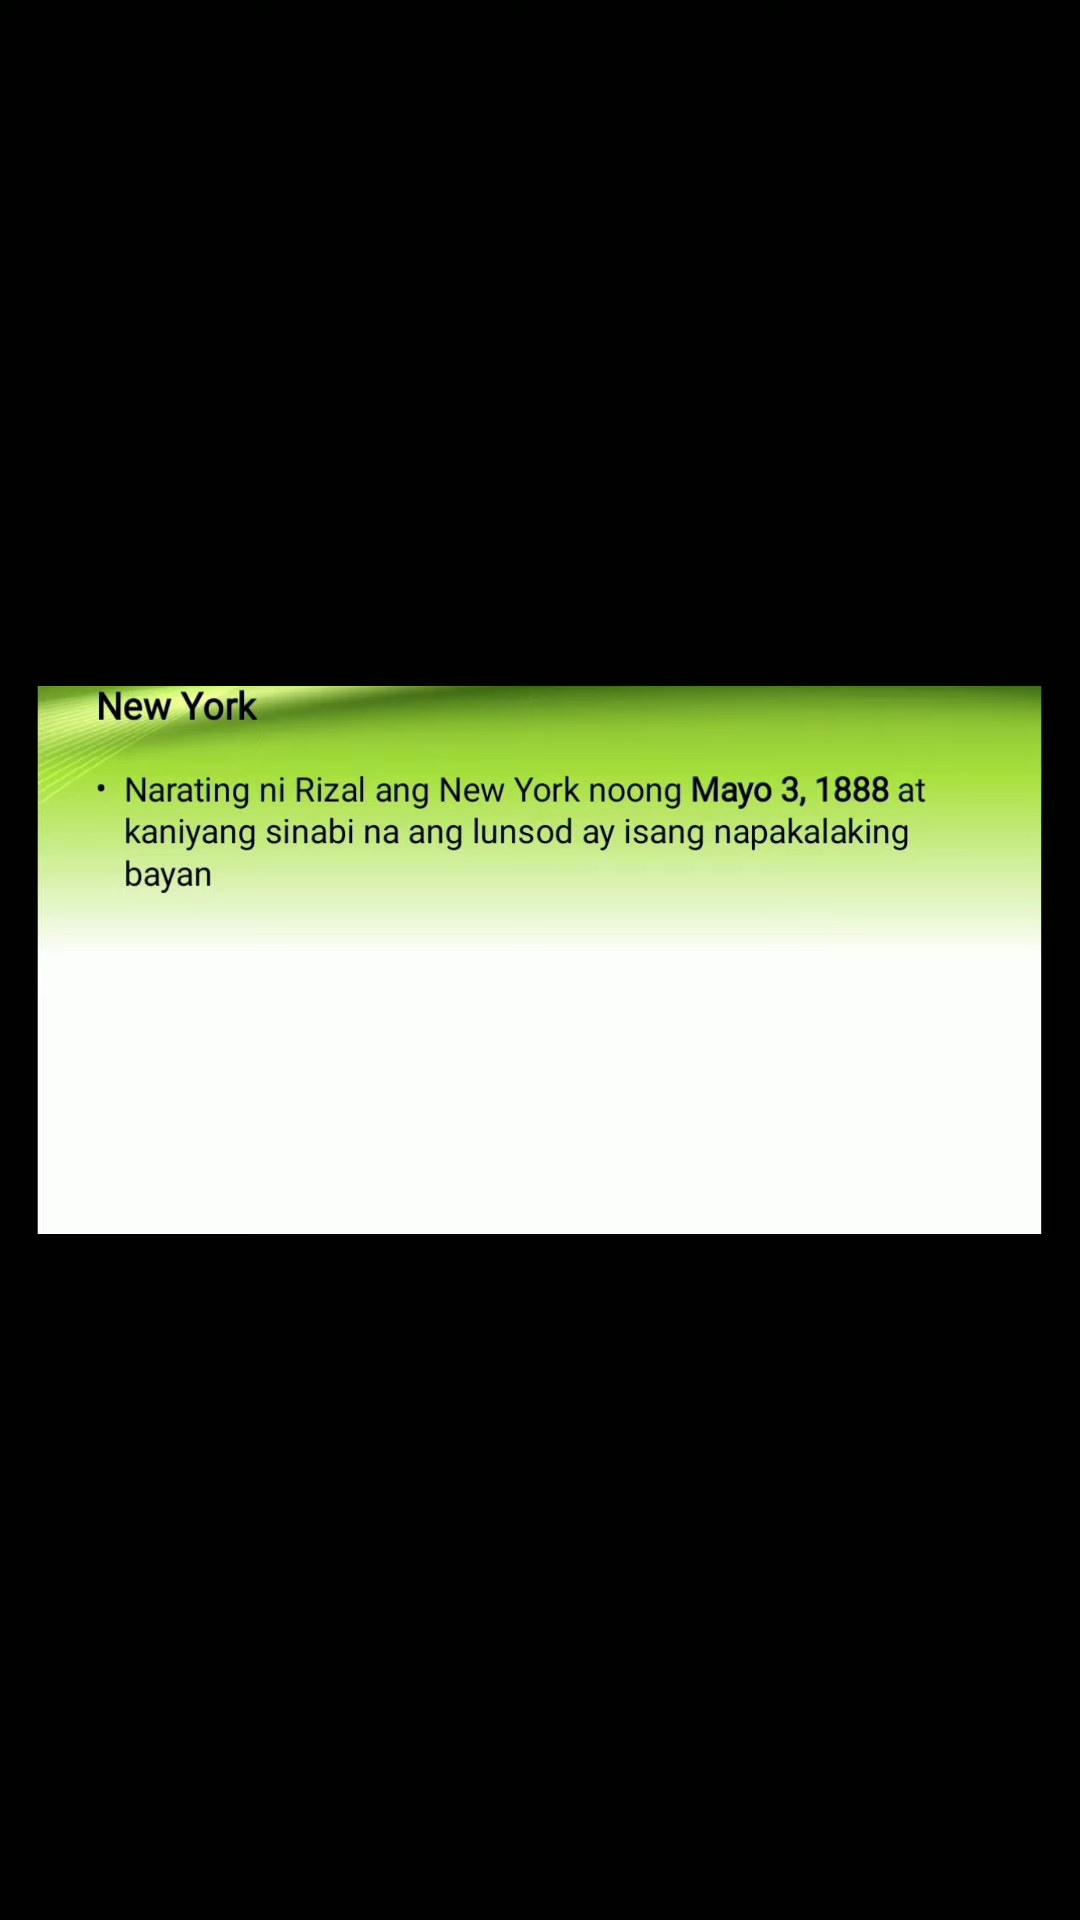 New York
• Narating ni Rizal ang New York noong Mayo 3, 1888 at
kaniyang sinabi na ang lunsod ay isang napakalaking
bayan